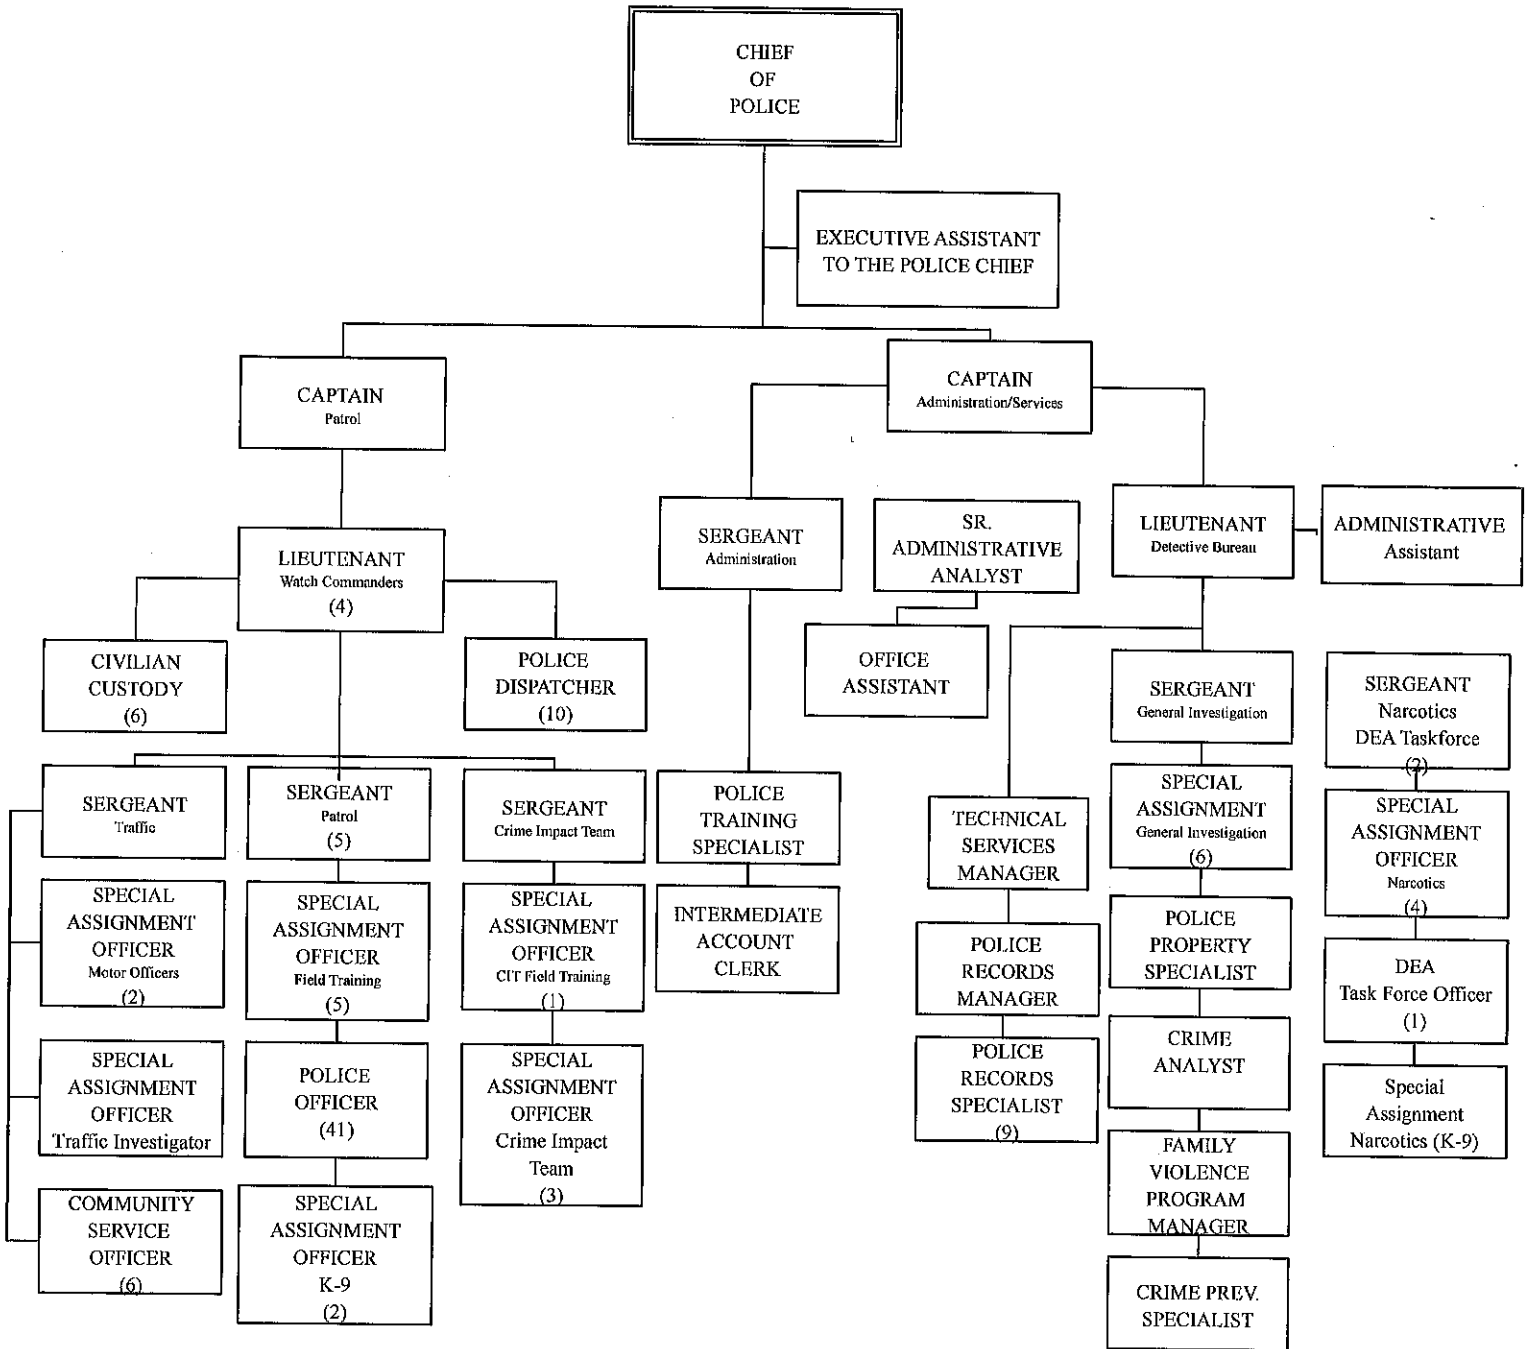 CHIEF
OF
POLICE
EXECUTIVE ASSISTANT
TO THE POLICE CHIEF
CAPTAIN
Patrol
CAPTAIN
Administration/Services
LIEUTENANT
Watch Commanders
(4)
SERGEANT
Administration
SR.
ADMINISTRATIVE
ANALYST
LIEUTENANT
Detective Bureau
ADMINISTRATIVE
Assistant
CIVILIAN
CUSTODY
(6)
POLICE
DISPATCHER
(10)
OFFICE
ASSISTANT
SERGEANT
General Investigation
SERGEANT
Narcotics
DEA Taskforce
(2)
SERGEANT
Traffic
SERGEANT
Patrol
(5)
SERGEANT
Crime Impact Team
POLICE
TRAINING
SPECIALIST
TECHNICAL
SERVICES
MANAGER
SPECIAL
ASSIGNMENT
General Investigation
(6)
SPECIAL
ASSIGNMENT
OFFICER
Narcotics
(4)
SPECIAL
ASSIGNMENT
OFFICER
Motor Officers
(2)
SPECIAL
ASSIGNMENT
OFFICER
Field Training
(5)
SPECIAL
ASSIGNMENT
OFFICER
CIT Field Training
(1)
INTERMEDIATE
ACCOUNT
CLERK
POLICE
RECORDS
MANAGER
POLICE
PROPERTY
SPECIALIST
DEA
Task Force Officer
(1)
SPECIAL
ASSIGNMENT
OFFICER
Traffic Investigator
POLICE
OFFICER
(41)
SPECIAL
ASSIGNMENT
OFFICER
Crime Impact
Team
(3)
POLICE
RECORDS
SPECIALIST
(9)
CRIME
ANALYST
Special
Assignment
Narcotics (K-9)
COMMUNITY
SERVICE
OFFICER
(6)
SPECIAL
ASSIGNMENT
OFFICER
K-9
(2)
FAMILY
VIOLENCE
PROGRAM
MANAGER
CRIME PREV.
SPECIALIST